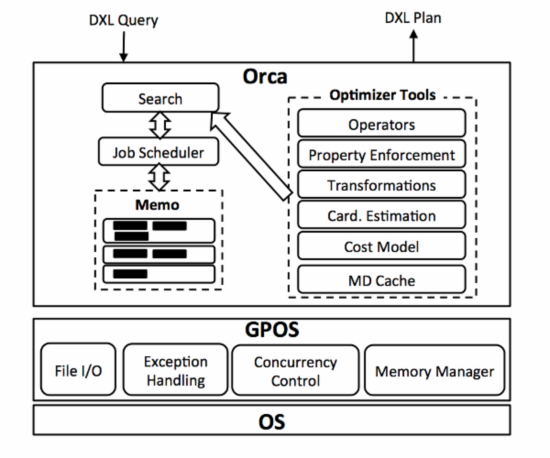 DXL Query
DXL Plan
Orca
Search
Job Scheduler
Memo
Optimizer Tools
Operators
Property Enforcement
Transformations
Card. Estimation
Cost Model
MD Cache
GPOS
File I/O
Exception
Handling
Concurrency
Control
Memory Manager
OS